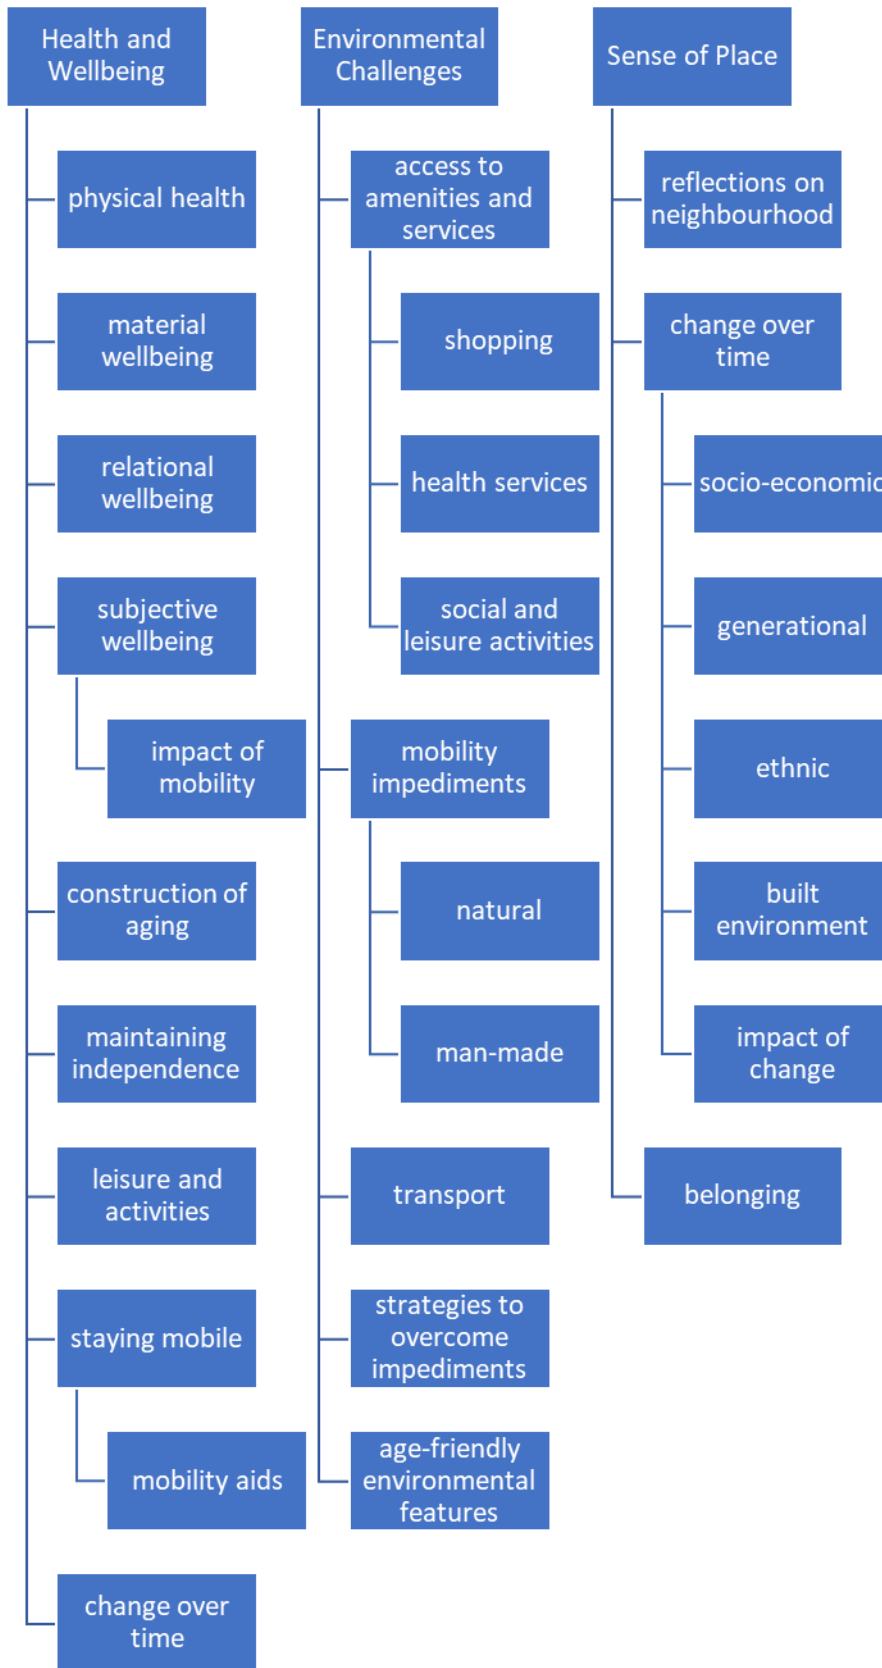 Health and
Wellbeing
physical health
material
wellbeing
relational
wellbeing
subjective
wellbeing
impact of
mobility
construction of
aging
maintaining
independence
leisure and
activities
staying mobile
mobility aids
change over
time
Environmental
Challenges
access to
amenities and
services
shopping
health services
social and
leisure activities
mobility
impediments
natural
man-made
transport
strategies to
overcome
impediments
age-friendly
environmental
features
Sense of Place
reflections on
neighbourhood
change over
time
socio-economic
generational
ethnic
built
environment
impact of
change
belonging